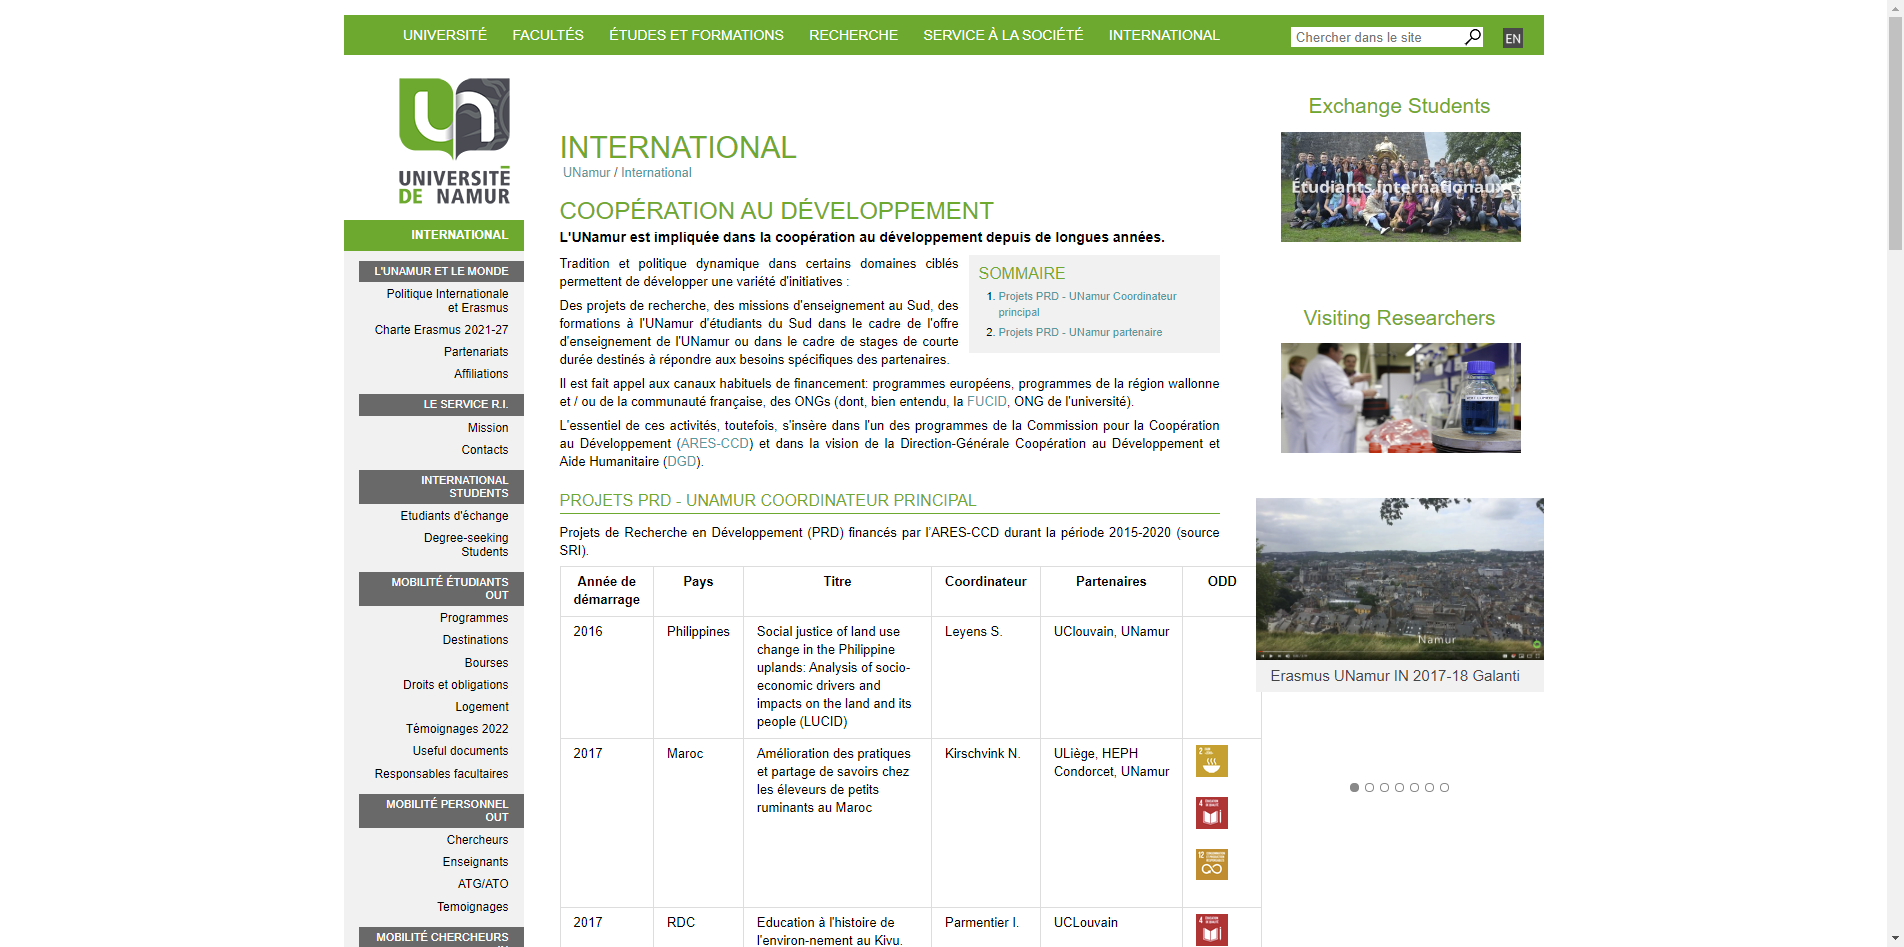 UNIVERSITÉ FACULTÉS ÉTUDES ET FORMATIONS RECHERCHE SERVICE À LA SOCIÉTÉ INTERNATIONAL
Chercher dans le site
EN
UNIVERSITÉ
DE NAMUR
INTERNATIONAL
L'UNAMUR ET LE MONDE
Politique Internationale
et Erasmus
Charte Erasmus 2021-27
Partenariats
Affiliations
LE SERVICE R.I.
Mission
Contacts
INTERNATIONAL
STUDENTS
Etudiants d'échange
Degree-seeking
Students
MOBILITÉ ÉTUDIANTS
OUT
Programmes
Destinations
Bourses
Droits et obligations
Logement
Témoignages 2022
Useful documents
Responsables facultaires
MOBILITÉ PERSONNEL
OUT
Chercheurs
Enseignants
ATG/ATO
Temoignages
MOBILITÉ CHERCHEURS
INTERNATIONAL
UNamur / International
COOPÉRATION AU DÉVELOPPEMENT
L'UNamur est impliquée dans la coopération au développement depuis de longues années.
Tradition et politique dynamique dans certains domaines ciblés
permettent de développer une variété d'initiatives :
Des projets de recherche, des missions d'enseignement au Sud, des
formations à l'UNamur d'étudiants du Sud dans le cadre de l'offre
d'enseignement de l'UNamur ou dans le cadre de stages de courte
durée destinés à répondre aux besoins spécifiques des partenaires.
SOMMAIRE
1. Projets PRD - UNamur Coordinateur
principal
2. Projets PRD - UNamur partenaire
Il est fait appel aux canaux habituels de financement: programmes européens, programmes de la région wallonne
et / ou de la communauté française, des ONGs (dont, bien entendu, la FUCID, ONG de l'université).
L'essentiel de ces activités, toutefois, s'insère dans l'un des programmes de la Commission pour la Coopération
au Développement (ARES-CCD) et dans la vision de la Direction-Générale Coopération au Développement et
Aide Humanitaire (DGD).
PROJETS PRD - UNAMUR COORDINATEUR PRINCIPAL
Projets de Recherche en Développement (PRD) financés par l'ARES-CCD durant la période 2015-2020 (source
SRI).
Année de démarrage Pays Titre Coordinateur Partenaires ODD
2016 Philippines Social justice of land use Leyens S. UClouvain, UNamur
change in the Philippine
uplands: Analysis of socio-
economic drivers and
impacts on the land and its
people (LUCID)
2017 Maroc Amélioration des pratiques Kirschvink N. ULiège, HEPH
et partage de savoirs chez Condorcet, UNamur
les éleveurs de petits
ruminants au Maroc
2
4
12
2017 RDC Education à l'histoire de Parmentier I. UCLouvain
l'environ-nement au Kivu.
4
Exchange Students
Étudiants internationaux
Visiting Researchers
Namur
Erasmus UNamur IN 2017-18 Galanti